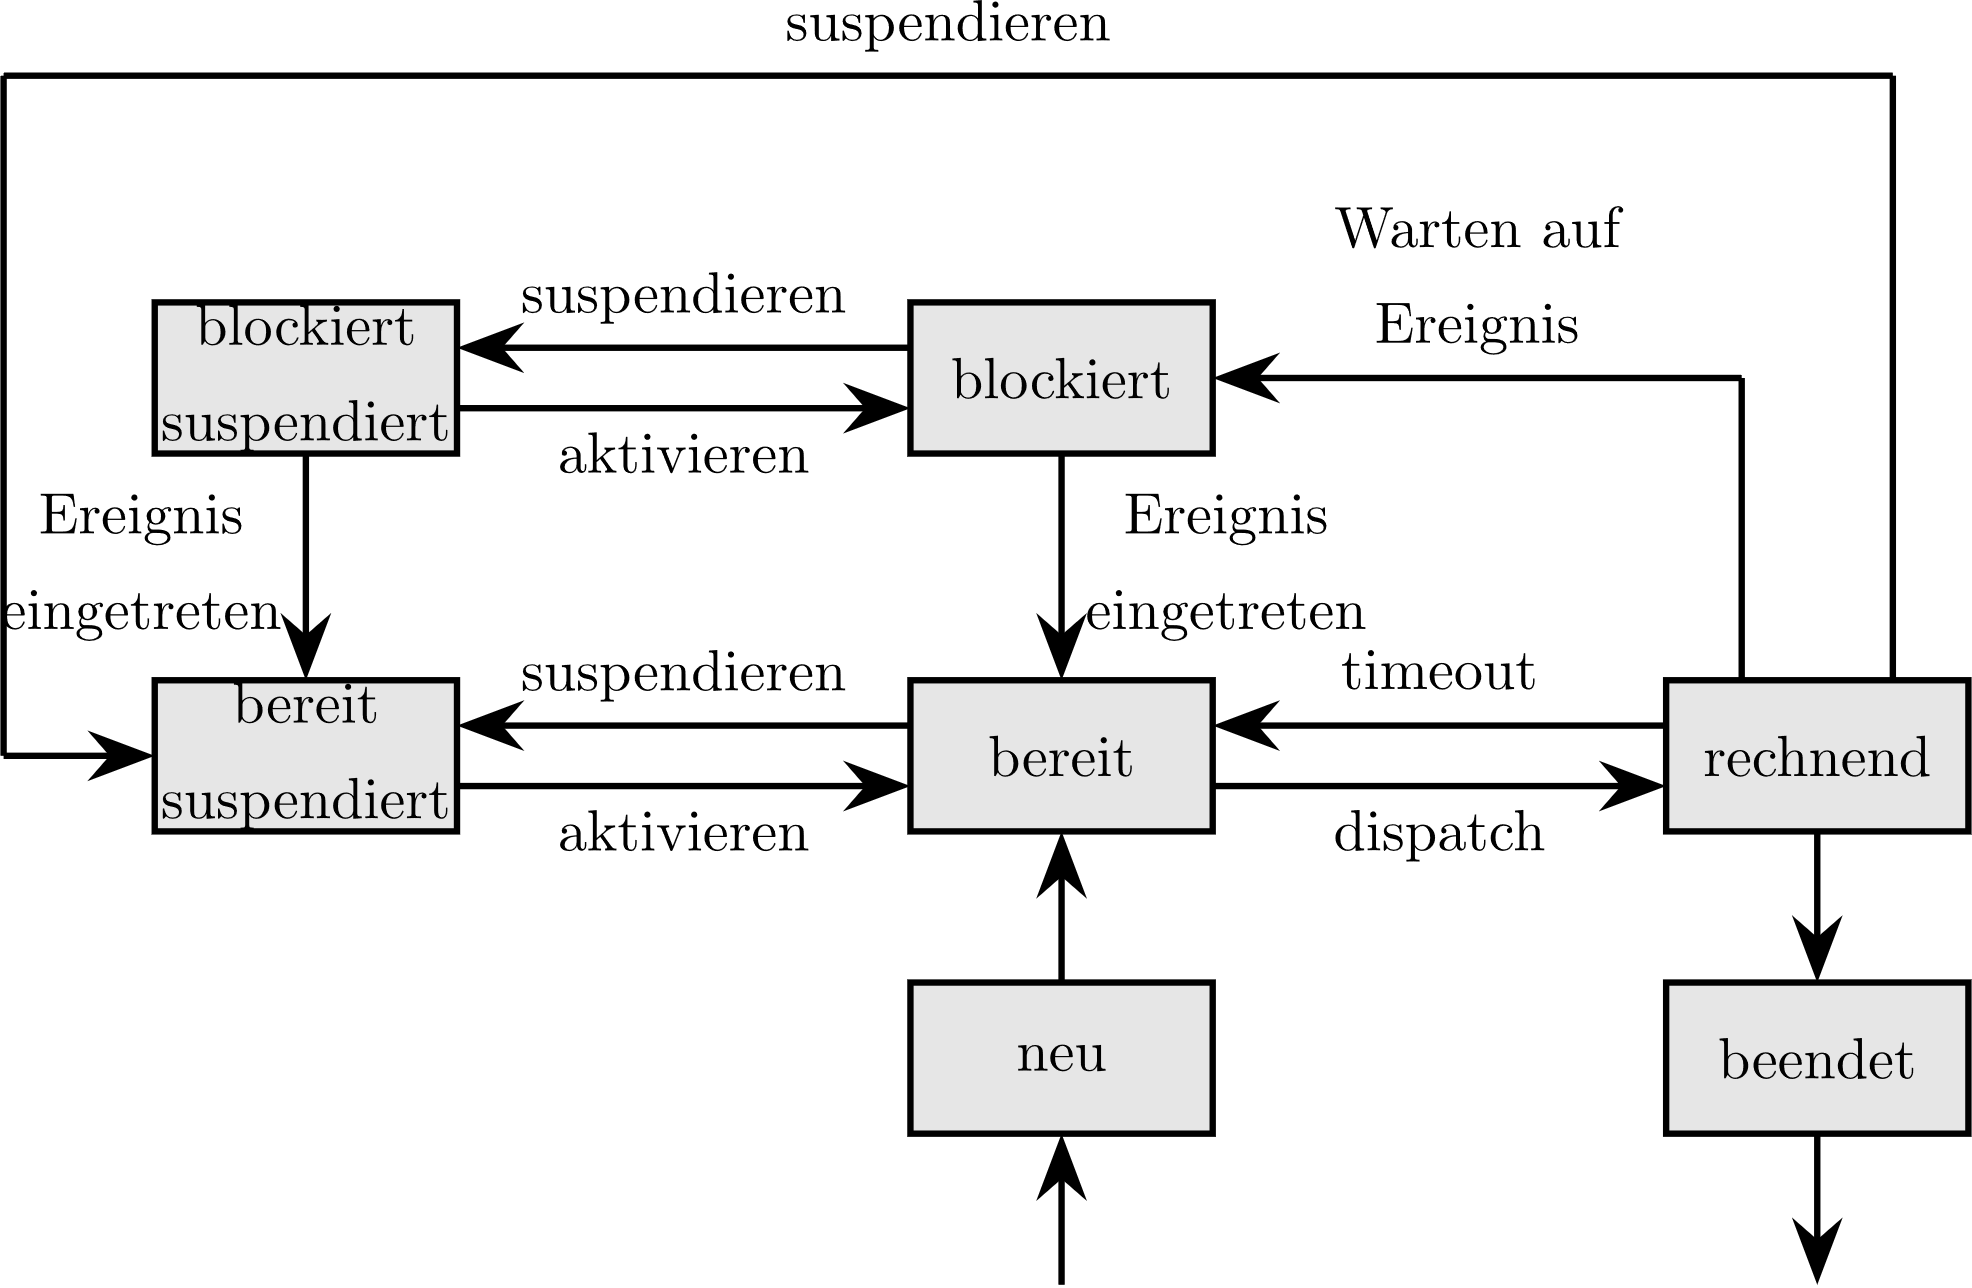 suspendieren
Warten auf
Ereignis
suspendieren
blockiert
suspendiert
blockiert
aktivieren
Ereignis
eingetreten
Ereignis
eingetreten
suspendieren
timeout
bereit
suspendiert
bereit
rechnend
aktivieren
dispatch
neu
beendet